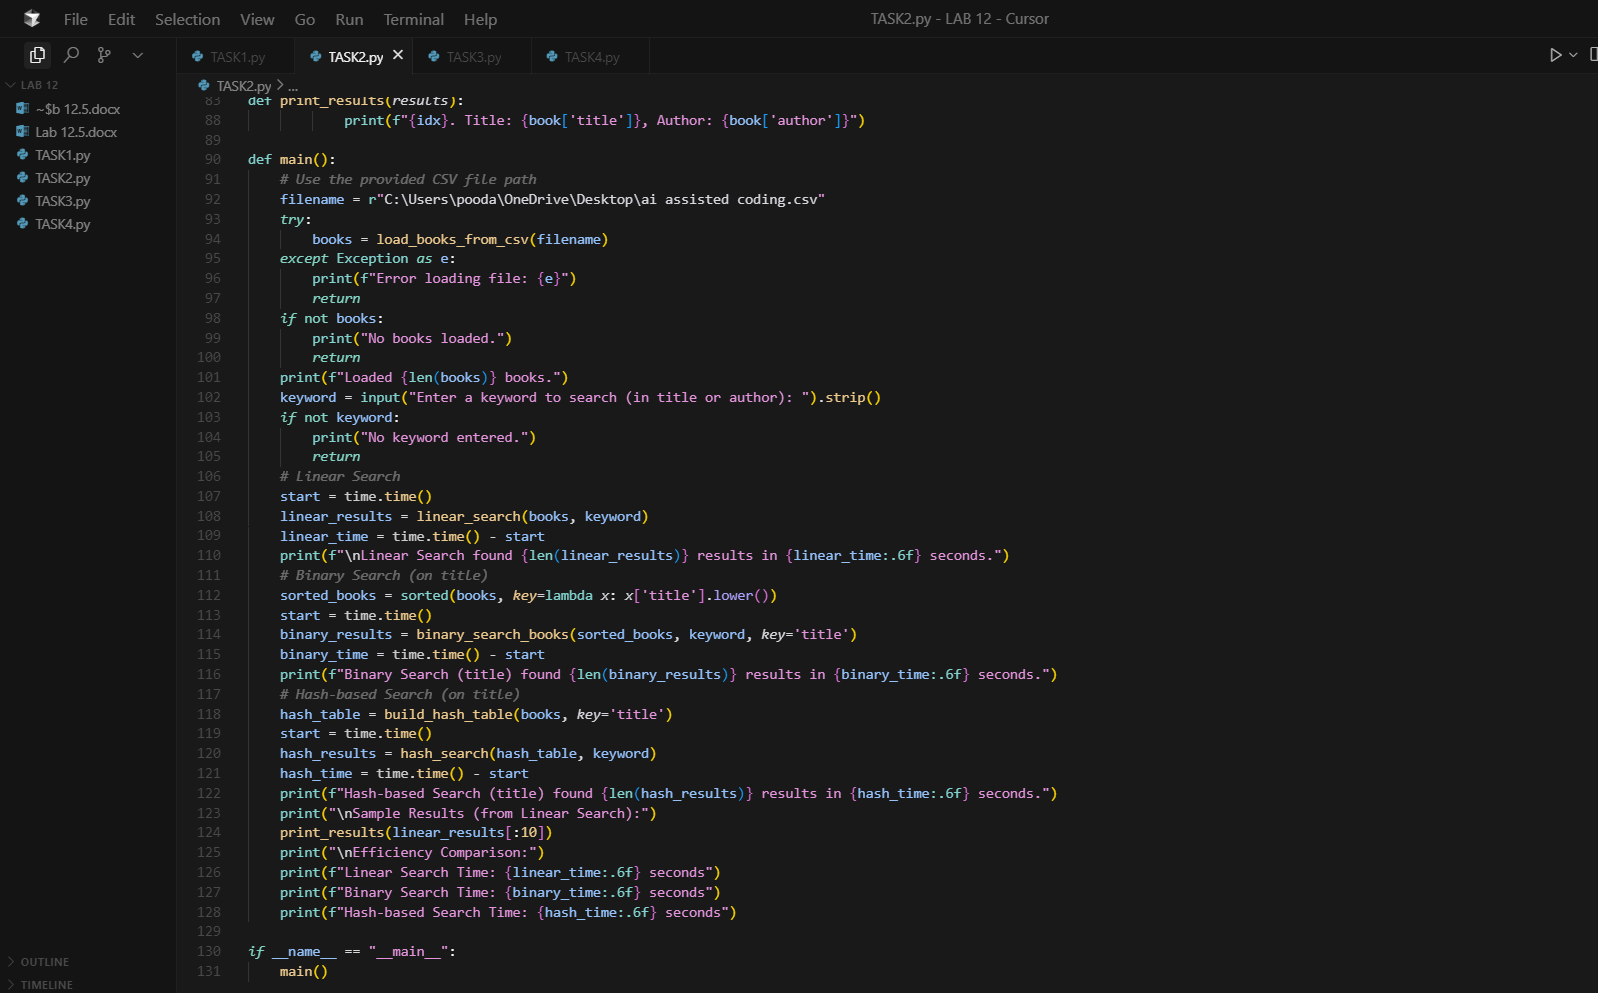 File Edit Selection View Go Run Terminal Help
TASK2.py - LAB 12 - Cursor
TASK1.py TASK2.py TASK3.py TASK4.py
LAB 12
~$b 12.5.docx
Lab 12.5.docx
TASK1.py
TASK2.py
TASK3.py
TASK4.py
OUTLINE
TIMELINE
TASK2.py > ...
83 def print_results(results):
88             print(f"{idx}. Title: {book['title']}, Author: {book['author']}")
89
90 def main():
91     # Use the provided CSV file path
92     filename = r"C:\Users\pooda\OneDrive\Desktop\ai assisted coding.csv"
93     try:
94         books = load_books_from_csv(filename)
95     except Exception as e:
96         print(f"Error loading file: {e}")
97         return
98     if not books:
99         print("No books loaded.")
100         return
101     print(f"Loaded {len(books)} books.")
102     keyword = input("Enter a keyword to search (in title or author): ").strip()
103     if not keyword:
104         print("No keyword entered.")
105         return
106     # Linear Search
107     start = time.time()
108     linear_results = linear_search(books, keyword)
109     linear_time = time.time() - start
110     print(f"\nLinear Search found {len(linear_results)} results in {linear_time:.6f} seconds.")
111     # Binary Search (on title)
112     sorted_books = sorted(books, key=lambda x: x['title'].lower())
113     start = time.time()
114     binary_results = binary_search_books(sorted_books, keyword, key='title')
115     binary_time = time.time() - start
116     print(f"Binary Search (title) found {len(binary_results)} results in {binary_time:.6f} seconds.")
117     # Hash-based Search (on title)
118     hash_table = build_hash_table(books, key='title')
119     start = time.time()
120     hash_results = hash_search(hash_table, keyword)
121     hash_time = time.time() - start
122     print(f"Hash-based Search (title) found {len(hash_results)} results in {hash_time:.6f} seconds.")
123     print("\nSample Results (from Linear Search):")
124     print_results(linear_results[:10])
125     print("\nEfficiency Comparison:")
126     print(f"Linear Search Time: {linear_time:.6f} seconds")
127     print(f"Binary Search Time: {binary_time:.6f} seconds")
128     print(f"Hash-based Search Time: {hash_time:.6f} seconds")
129
130 if __name__ == "__main__":
131     main()